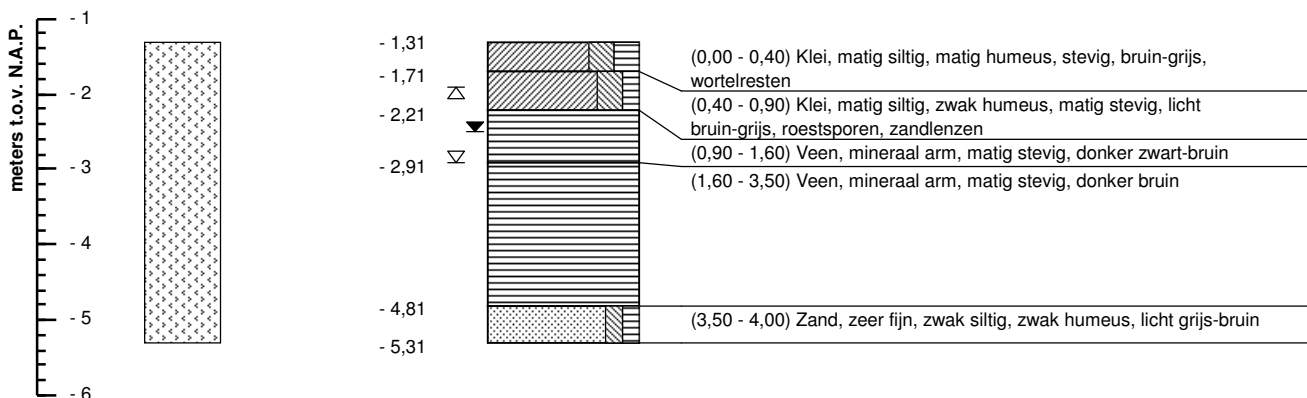 meters t.o.v. N.A.P.
- 1
- 2
- 3
- 4
- 5
- 6
- 1,31
- 1,71
- 2,21
- 2,91
- 4,81
- 5,31
(0,00 - 0,40) Klei, matig siltig, matig humeus, stevig, bruin-grijs,
wortelresten
(0,40 - 0,90) Klei, matig siltig, zwak humeus, matig stevig, licht
bruin-grijs, roestsporen, zandlenzen
(0,90 - 1,60) Veen, mineraal arm, matig stevig, donker zwart-bruin
(1,60 - 3,50) Veen, mineraal arm, matig stevig, donker bruin
(3,50 - 4,00) Zand, zeer fijn, zwak siltig, zwak humeus, licht grijs-bruin